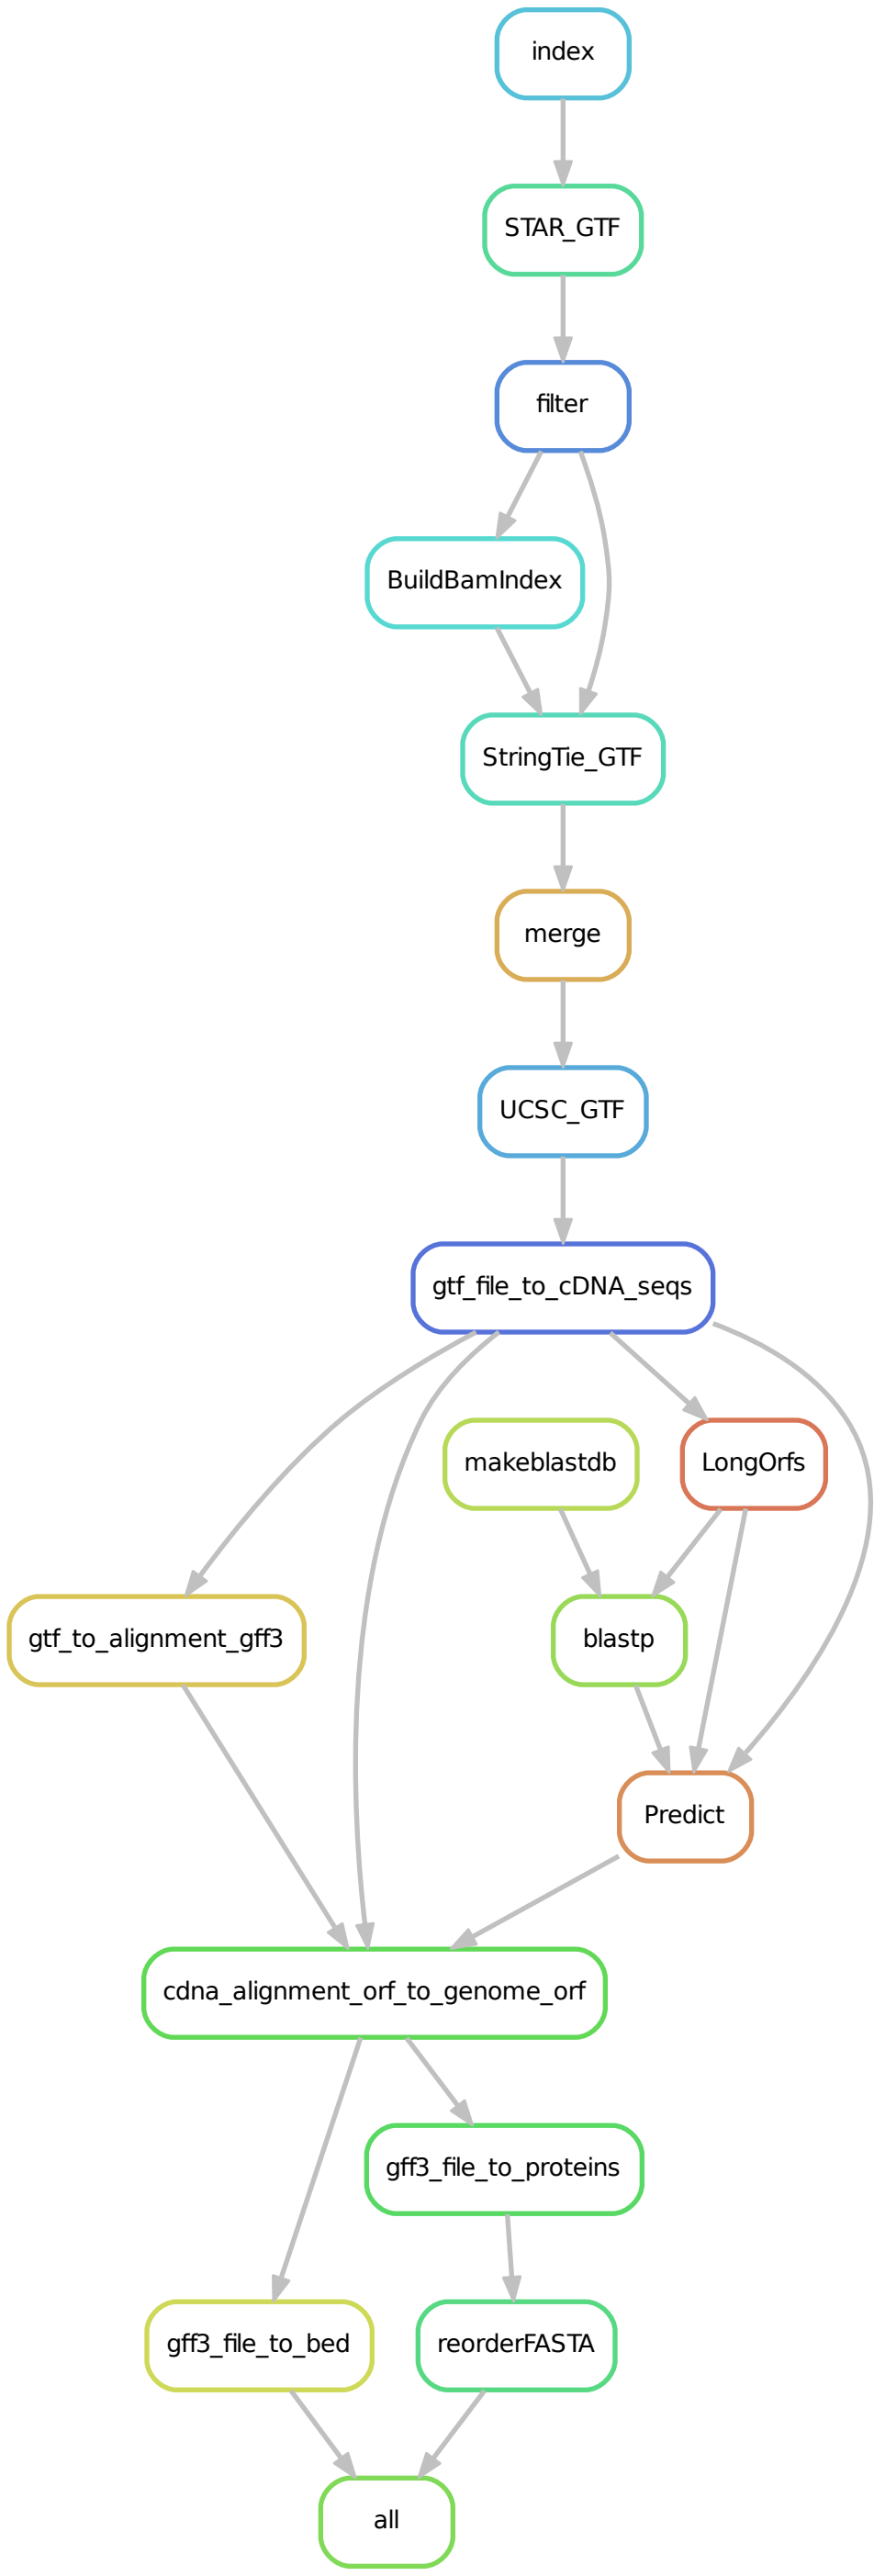 index
STAR_GTF
filter
BuildBamIndex
StringTie_GTF
merge
UCSC_GTF
gtf_file_to_cDNA_seqs
makeblastdb
LongOrfs
gtf_to_alignment_gff3
blastp
Predict
cdna_alignment_orf_to_genome_orf
gff3_file_to_proteins
gff3_file_to_bed
reorderFASTA
all